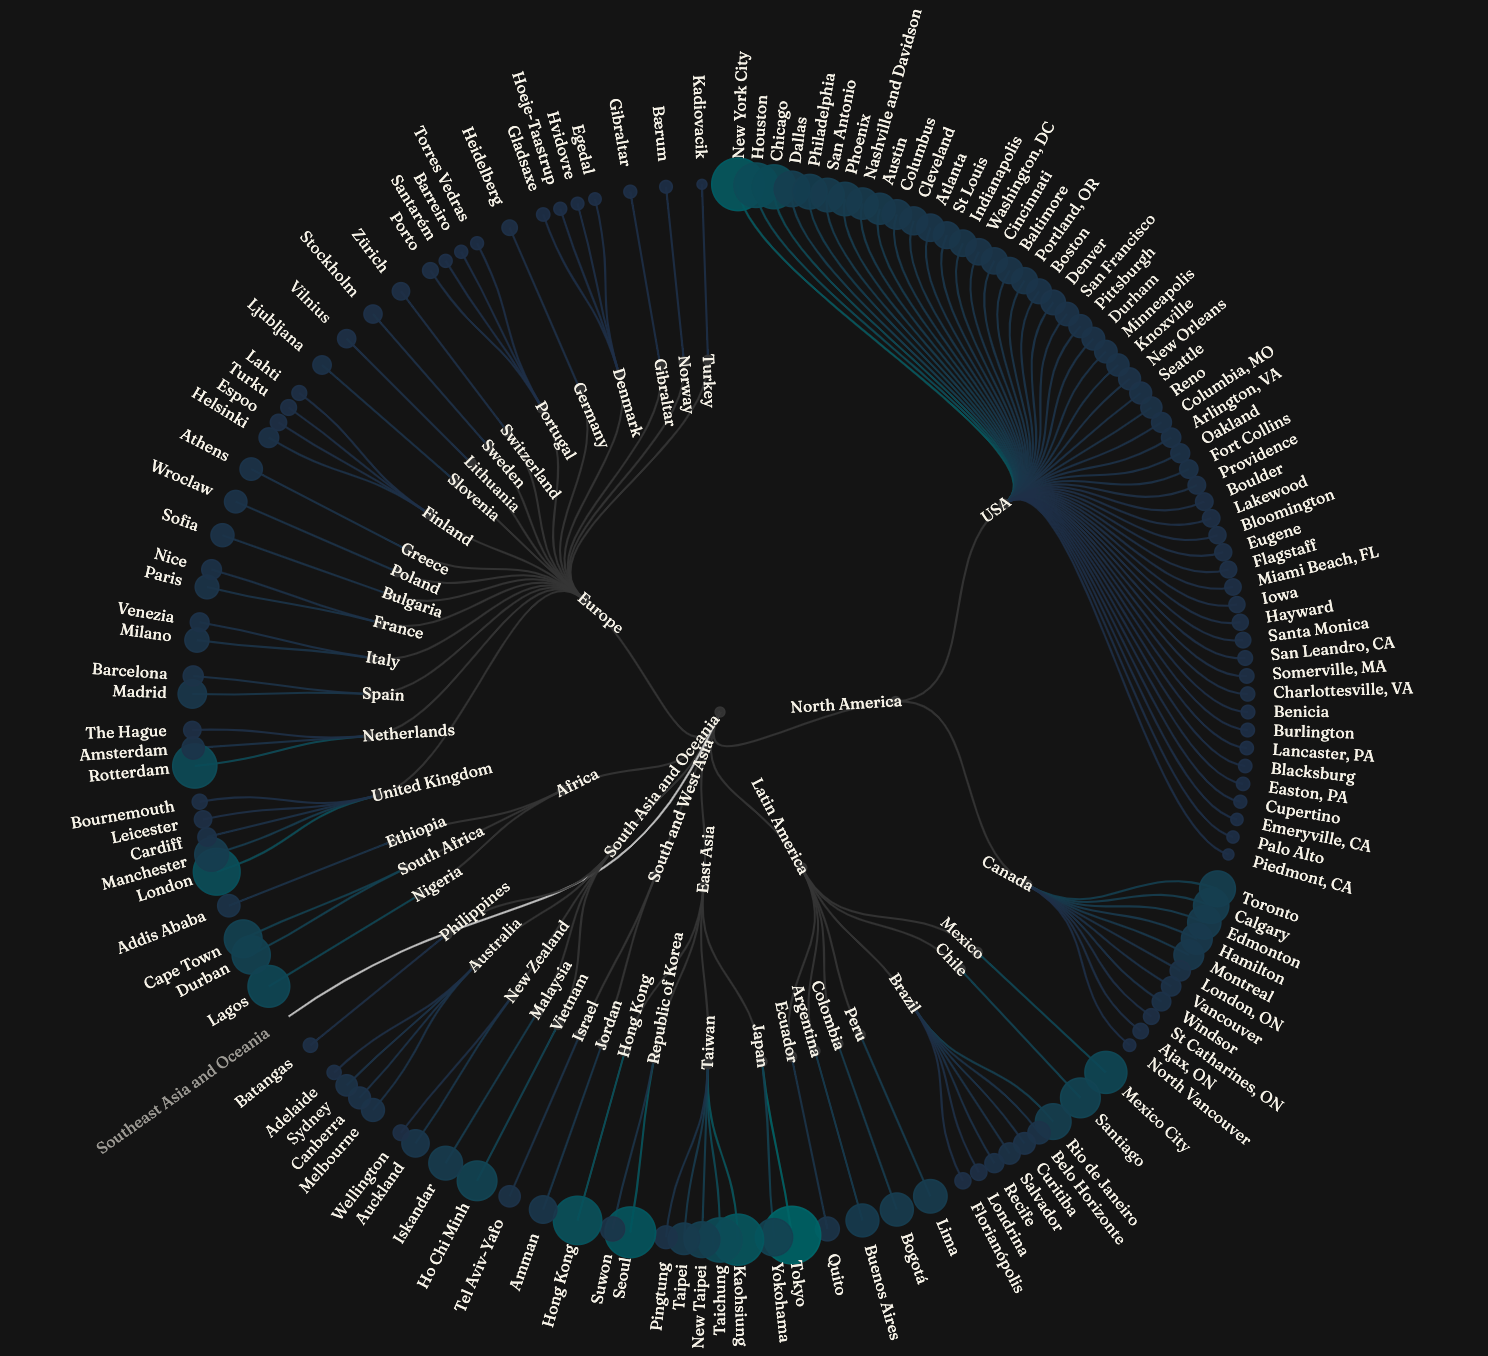 New York City
Houston
Chicago
Dallas
Philadelphia
San Antonio
Phoenix
Nashville and Davidson
Austin
Columbus
Cleveland
Atlanta
St Louis
Indianapolis
Washington, DC
Cincinnati
Baltimore
Portland, OR
Boston
Denver
San Francisco
Pittsburgh
Durham
Minneapolis
Knoxville
New Orleans
Seattle
Reno
Columbia, MO
Arlington, VA
Oakland
Fort Collins
Providence
Boulder
Lakewood
Bloomington
Eugene
Flagstaff
Miami Beach, FL
Iowa
Hayward
Santa Monica
San Leandro, CA
Somerville, MA
Charlottesville, VA
Benicia
Burlington
Lancaster, PA
Blacksburg
Easton, PA
Cupertino
Emeryville, CA
Palo Alto
Piedmont, CA
Toronto
Calgary
Edmonton
Hamilton
Montreal
London, ON
Vancouver
Windsor
St Catharines, ON
Ajax, ON
North Vancouver
Mexico City
Santiago
Rio de Janeiro
Belo Horizonte
Curitiba
Salvador
Recife
Londrina
Florianópolis
Lima
Bogotá
Buenos Aires
Quito
Tokyo
Yokohama
Kaohsiung
Taichung
New Taipei
Taipei
Pingtung
Seoul
Suwon
Hong Kong
Amman
Tel Aviv-Yafo
Ho Chi Minh
Iskandar
Auckland
Wellington
Melbourne
Canberra
Sydney
Adelaide
Batangas
Southeast Asia and Oceania
Lagos
Durban
Cape Town
Addis Ababa
London
Manchester
Cardiff
Leicester
Bournemouth
Rotterdam
Amsterdam
The Hague
Madrid
Barcelona
Milano
Venezia
Paris
Nice
Sofia
Wroclaw
Athens
Helsinki
Espoo
Turku
Lahti
Ljubljana
Vilnius
Stockholm
Zürich
Porto
Santarém
Barreiro
Torres Vedras
Heidelberg
Gladsaxe
Hoeje-Taastrup
Hvidovre
Egedal
Gibraltar
Bærum
Kadiovacik
Turkey
Norway
Gibraltar
Denmark
Germany
Portugal
Switzerland
Sweden
Lithuania
Slovenia
Finland
Greece
Poland
Bulgaria
France
Italy
Spain
Netherlands
United Kingdom
Europe
USA
North America
Canada
Africa
Ethiopia
South Africa
Nigeria
South Asia and Oceania
South and West Asia
East Asia
Latin America
Philippines
Australia
New Zealand
Malaysia
Vietnam
Israel
Jordan
Hong Kong
Republic of Korea
Taiwan
Japan
Ecuador
Argentina
Colombia
Peru
Brazil
Chile
Mexico